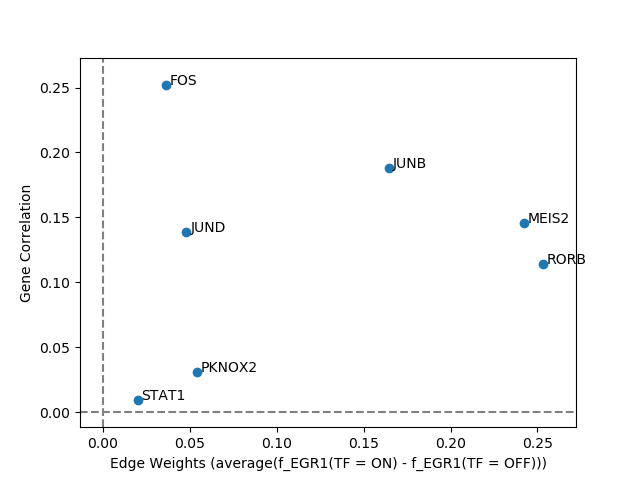 0.25
0.20
0.15
0.10
0.05
0.00
Gene Correlation
FOS
JUNB
MEIS2
JUND
RORB
PKNOX2
STAT1
0.00 0.05 0.10 0.15 0.20 0.25
Edge Weights (average(f_EGR1(TF = ON) - f_EGR1(TF = OFF)))